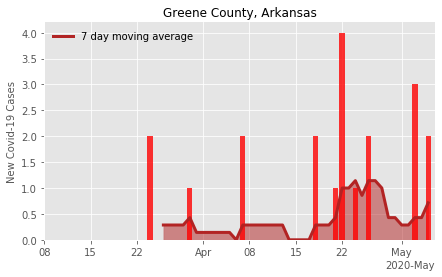 Greene County, Arkansas
7 day moving average
New Covid-19 Cases
4.0
3.5
3.0
2.5
2.0
1.5
1.0
0.5
0.0
08 15 22 Apr 08 15 22 May
2020-May